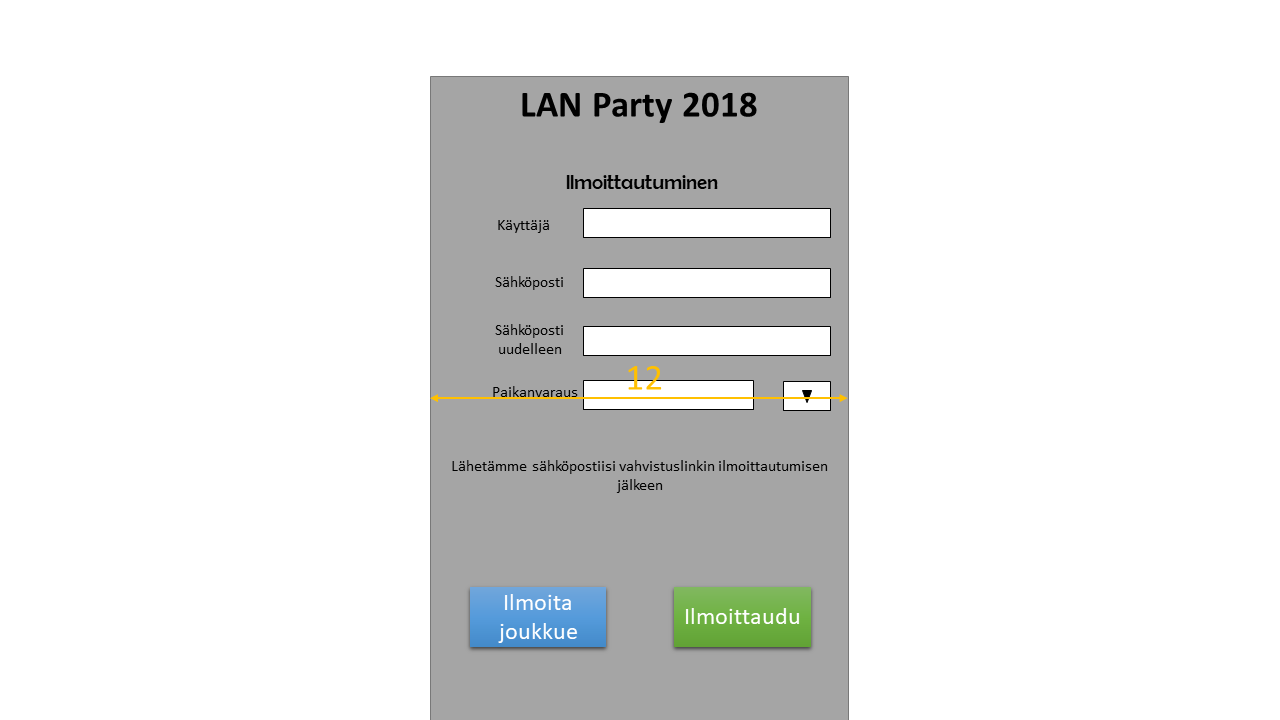 LAN Party 2018
Ilmoittautuminen
Käyttäjä
Sähköposti
Sähköposti
uudelleen
12
Paikanvaraus
Lähetämme sähköpostiisi vahvistuslinkin ilmoittautumisen
jälkeen
Ilmoita
joukkue
Ilmoittaudu